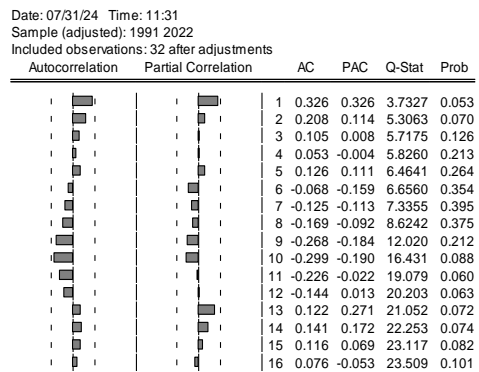 Date: 07/31/24 Time: 11:31
Sample (adjusted): 1991 2022
Included observations: 32 after adjustments
Autocorrelation Partial Correlation AC PAC Q-Stat Prob
1 0.326 0.326 3.7327 0.053
2 0.208 0.114 5.3063 0.070
3 0.105 0.008 5.7175 0.126
4 0.053 -0.004 5.8260 0.213
5 0.126 0.111 6.4641 0.264
6 -0.068 -0.159 6.6560 0.354
7 -0.125 -0.113 7.3355 0.395
8 -0.169 -0.092 8.6242 0.375
9 -0.268 -0.184 12.020 0.212
10 -0.299 -0.190 16.431 0.088
11 -0.226 -0.022 19.079 0.060
12 -0.144 0.013 20.203 0.063
13 0.122 0.271 21.052 0.072
14 0.141 0.172 22.253 0.074
15 0.116 0.069 23.117 0.082
16 0.076 -0.053 23.509 0.101